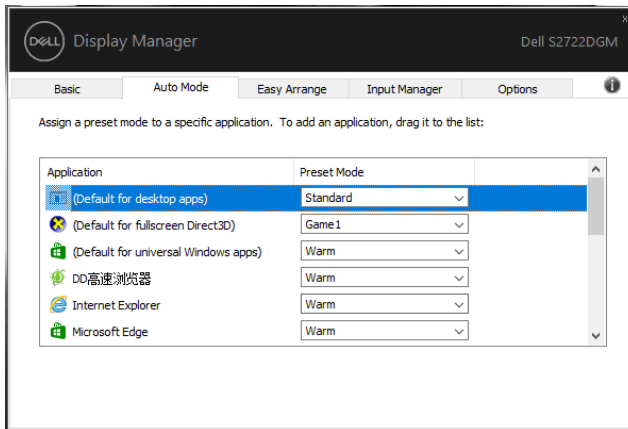 DELL Display Manager Dell S2722DGM
Basic Auto Mode Easy Arrange Input Manager Options
Assign a preset mode to a specific application. To add an application, drag it to the list:
Application Preset Mode
(Default for desktop apps) Standard
(Default for fullscreen Direct3D) Game1
(Default for universal Windows apps) Warm
DD高速浏览器 Warm
Internet Explorer Warm
Microsoft Edge Warm